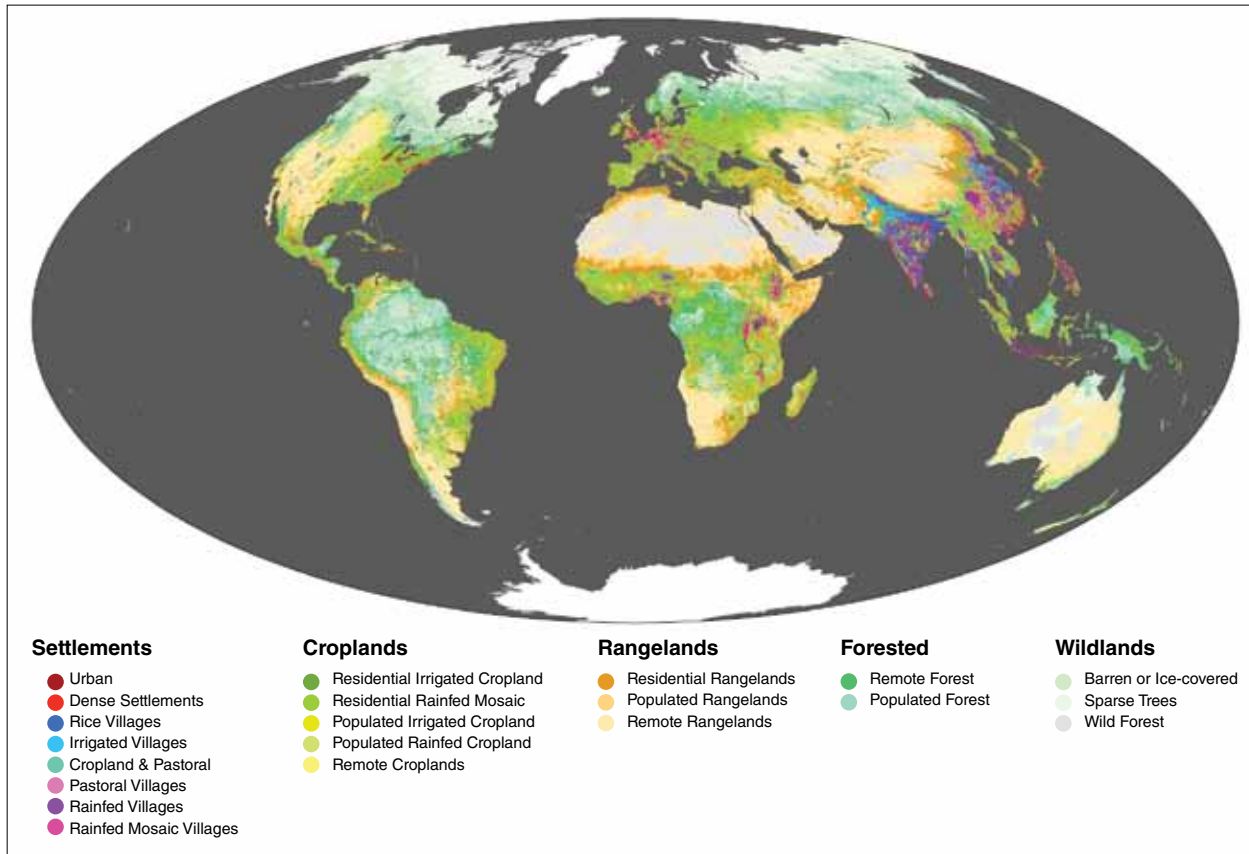 Settlements
Urban
Dense Settlements
Rice Villages
Irrigated Villages
Cropland & Pastoral
Pastoral Villages
Rainfed Villages
Rainfed Mosaic Villages
Croplands
Residential Irrigated Cropland
Residential Rainfed Mosaic
Populated Irrigated Cropland
Populated Rainfed Cropland
Remote Croplands
Rangelands
Residential Rangelands
Populated Rangelands
Remote Rangelands
Forested
Remote Forest
Populated Forest
Wildlands
Barren or Ice-covered
Sparse Trees
Wild Forest